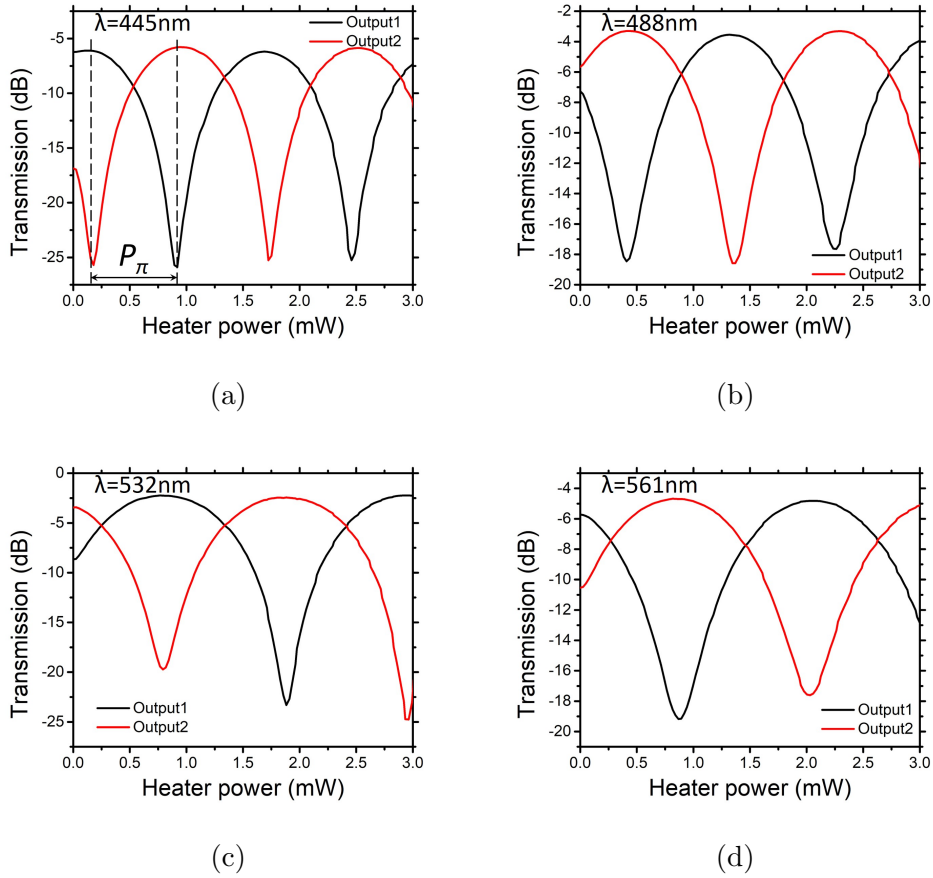 λ=445nm
Output1
Output2
Transmission (dB)
-5
-10
-15
-20
-25
Pπ
0.0 0.5 1.0 1.5 2.0 2.5 3.0
Heater power (mW)
(a)
λ=488nm
Transmission (dB)
-2
-4
-6
-8
-10
-12
-14
-16
-18
-20
Output1
Output2
0.0 0.5 1.0 1.5 2.0 2.5 3.0
Heater power (mW)
(b)
λ=532nm
Transmission (dB)
0
-5
-10
-15
-20
-25
Output1
Output2
0.0 0.5 1.0 1.5 2.0 2.5 3.0
Heater power (mW)
(c)
λ=561nm
Transmission (dB)
-4
-6
-8
-10
-12
-14
-16
-18
-20
Output1
Output2
0.0 0.5 1.0 1.5 2.0 2.5 3.0
Heater power (mW)
(d)